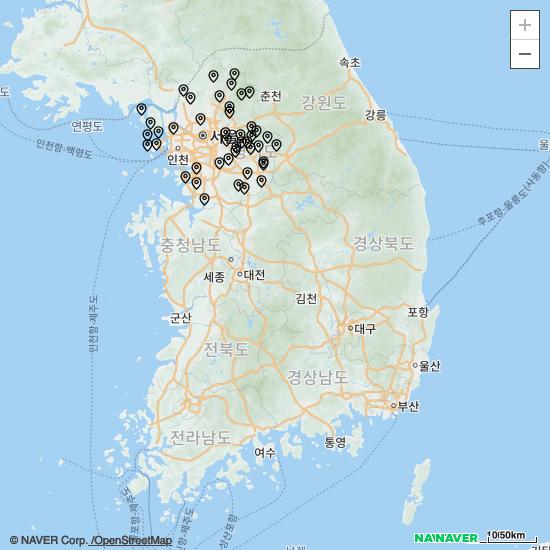 +
−
속초
춘천
강원도
강릉
연평도
서울
인천항-백령도
인천
울
후포항-울릉도(사동항)
충청남도
경상북도
세종
대전
김천
포항
인천항-제주도
군산
전북도
대구
울산
경상남도
부산
전라남도
통영
여수
© NAVER Corp. /OpenStreetMap
NAVER
10/50km